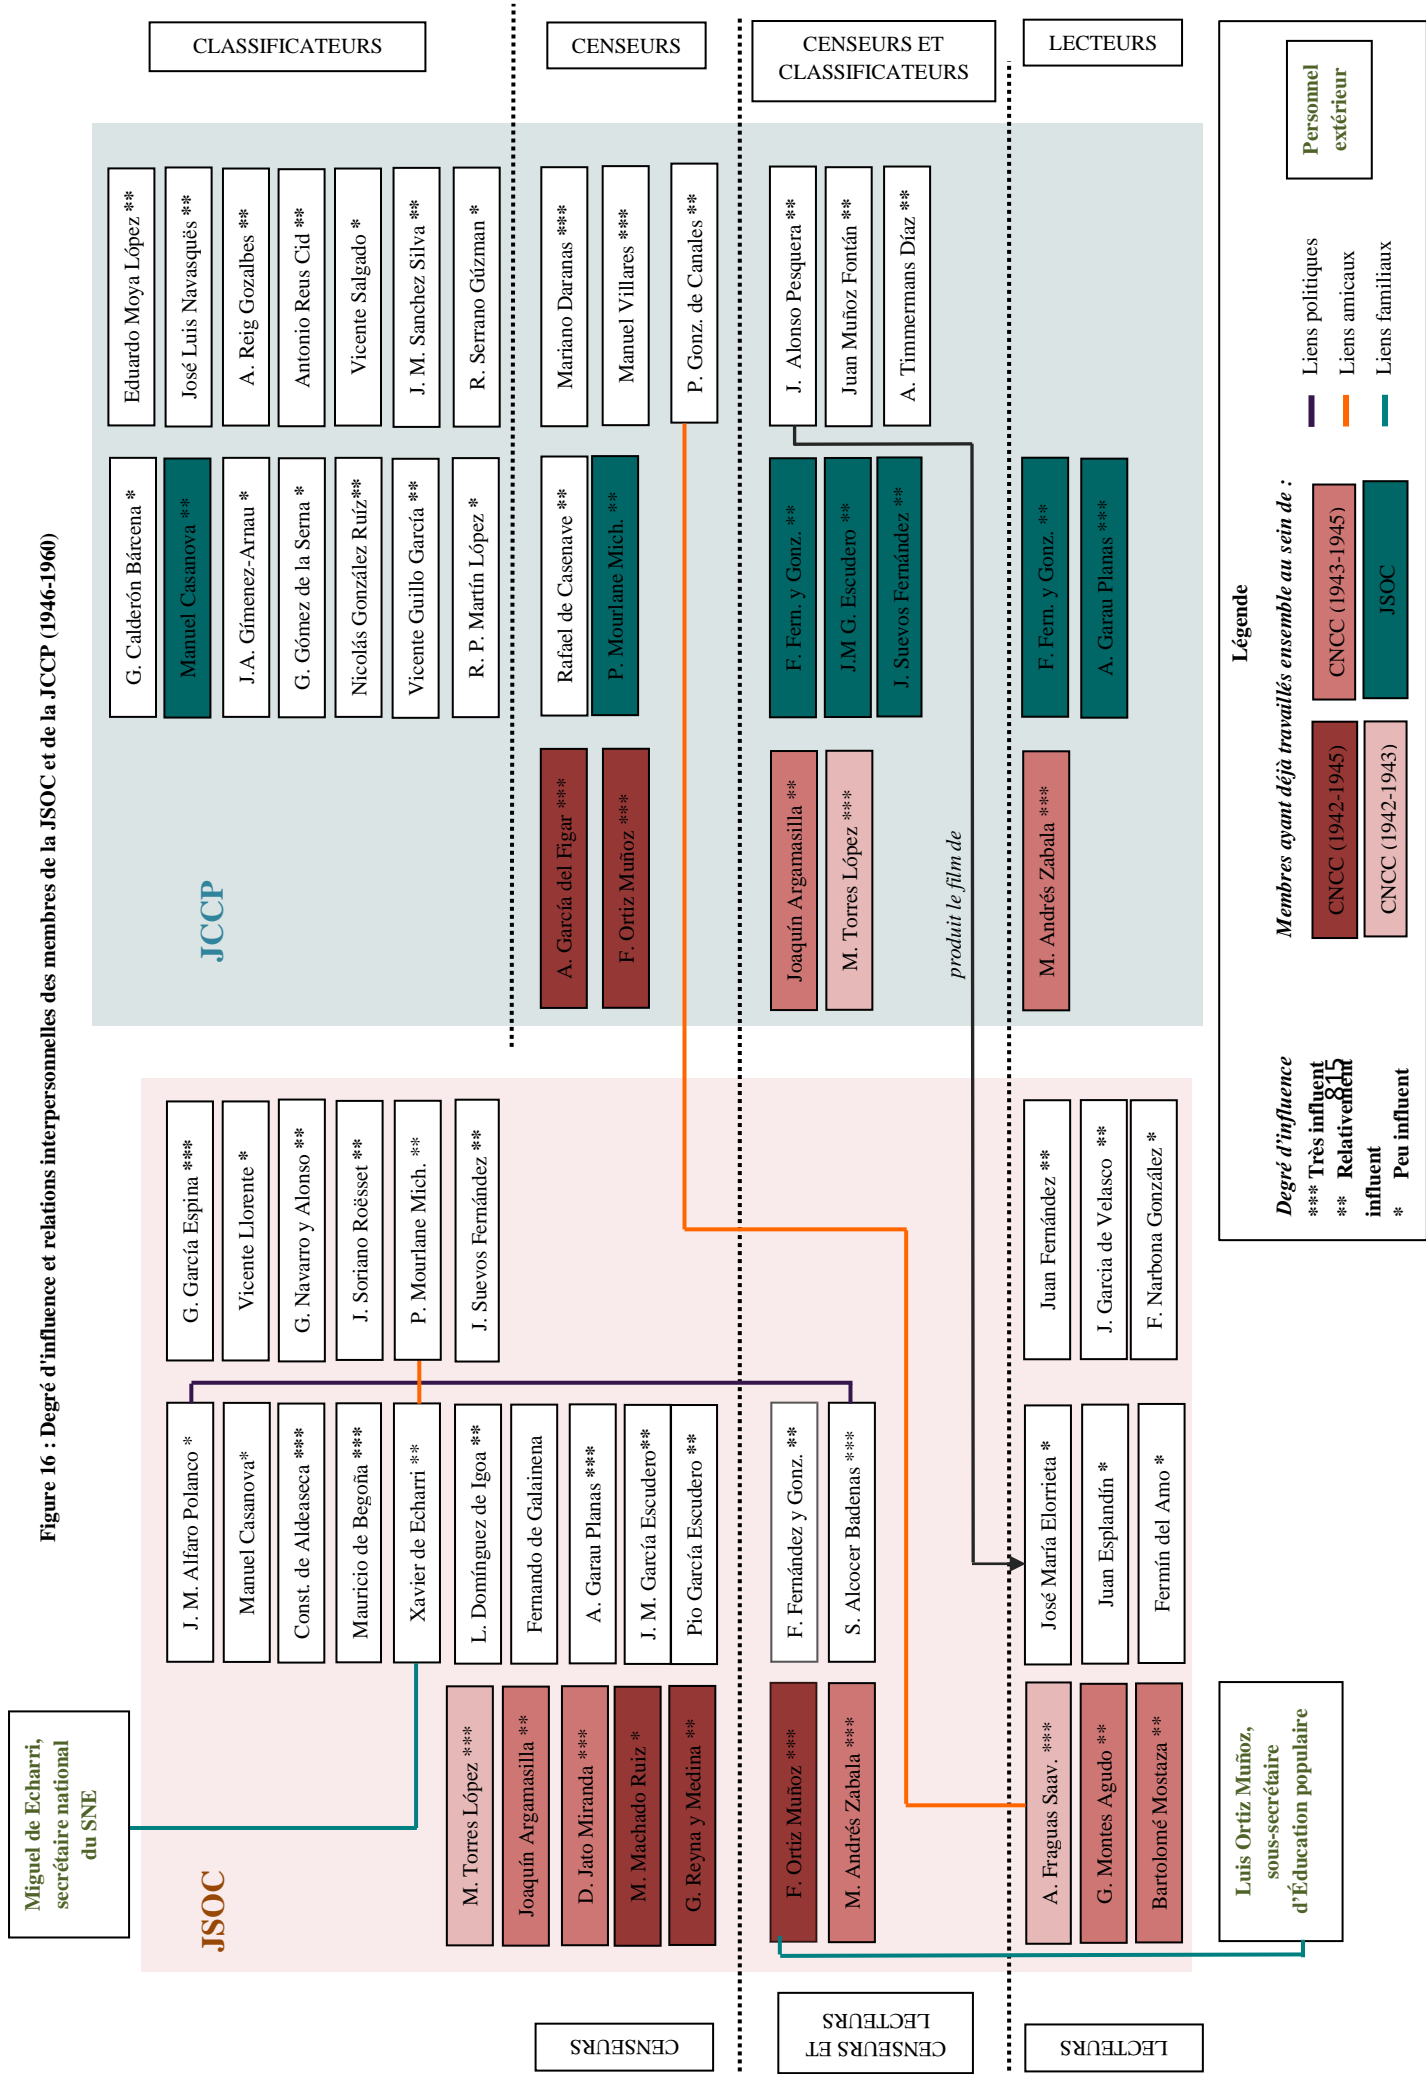 Figure 16 : Degré d'influence et relations interpersonnelles des membres de la JSOC et de la JCCP (1946-1960)
Miguel de Echarri,
secrétaire national
du SNE
JSOC
CENSEURS
M. Torres López ***
Joaquín Argamasilla **
D. Jato Miranda ***
M. Machado Ruiz *
G. Reyna y Medina **
J. M. Alfaro Polanco *
Manuel Casanova*
Const. de Aldeaseca ***
Mauricio de Begoña ***
Xavier de Echarri **
L. Domínguez de Igoa **
Fernando de Galainena
A. Garau Planas ***
J. M. García Escudero**
Pio García Escudero **
G. García Espina ***
Vicente Llorente *
G. Navarro y Alonso **
J. Soriano Roësset **
P. Mourlane Mich. **
J. Suevos Fernández **
CENSEURS ET
LECTEURS
F. Ortiz Muñoz ***
M. Andrés Zabala ***
F. Fernández y Gonz. **
S. Alcocer Badenas ***
LECTEURS
A. Fraguas Saav. ***
G. Montes Agudo **
Bartolomé Mostaza **
José María Elorrieta *
Juan Esplandín *
Fermín del Amo *
Juan Fernández **
J. Garcia de Velasco **
F. Narbona González *
Luis Ortiz Muñoz,
sous-secrétaire
d'Éducation populaire
JCCP
CLASSIFICATEURS
G. Calderón Bárcena *
Manuel Casanova **
J.A. Gímenez-Arnau *
G. Gómez de la Serna *
Nicolás González Ruíz**
Vicente Guillo García **
R. P. Martín López *
Eduardo Moya López **
José Luis Navasquës **
A. Reig Gozalbes **
Antonio Reus Cid **
Vicente Salgado *
J. M. Sanchez Silva **
R. Serrano Gúzman *
CENSEURS
A. García del Figar ***
F. Ortiz Muñoz ***
Rafael de Casenave **
P. Mourlane Mich. **
Mariano Daranas ***
Manuel Villares ***
P. Gonz. de Canales **
CENSEURS ET
CLASSIFICATEURS
Joaquín Argamasilla **
M. Torres López ***
F. Fern. y Gonz. **
J.M G. Escudero **
J. Suevos Fernández **
J. Alonso Pesquera **
Juan Muñoz Fontán **
A. Timmermans Díaz **
produit le film de
LECTEURS
M. Andrés Zabala ***
F. Fern. y Gonz. **
A. Garau Planas ***
Légende
Degré d'influence
*** Très influent
** Relativement
influent
* Peu influent
815
Membres ayant déjà travaillés ensemble au sein de :
CNCC (1942-1945)
CNCC (1943-1945)
CNCC (1942-1943)
JSOC
Liens politiques
Liens amicaux
Liens familiaux
Personnel
extérieur